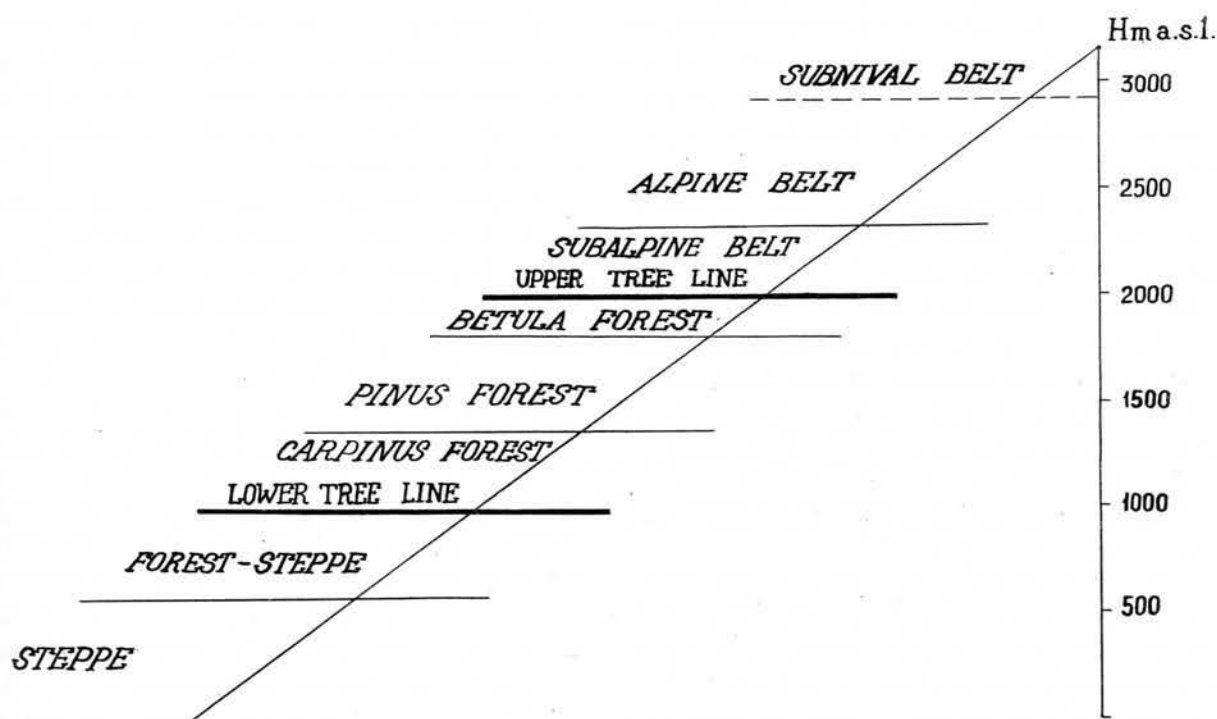 Hm a.s.l.
SUBNIVAL BELT
3000
ALPINE BELT
2500
SUBALPINE BELT
UPPER TREE LINE
2000
BETULA FOREST
PINUS FOREST
1500
CARPINUS FOREST
LOWER TREE LINE
1000
FOREST-STEPPE
500
STEPPE